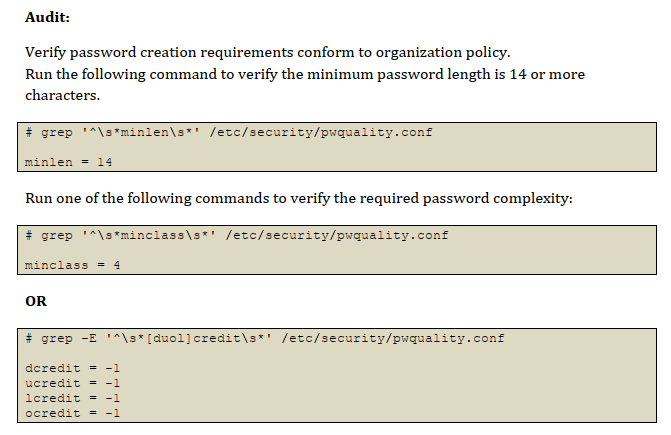 Audit:
Verify password creation requirements conform to organization policy.
Run the following command to verify the minimum password length is 14 or more
characters.
# grep '^\s*minlen\s*' /etc/security/pwquality.conf
minlen = 14
Run one of the following commands to verify the required password complexity:
# grep '^\s*minclass\s*' /etc/security/pwquality.conf
minclass = 4
OR
# grep -E '^\s*[duol]credit\s*' /etc/security/pwquality.conf
dcredit = -1
ucredit = -1
lcredit = -1
ocredit = -1